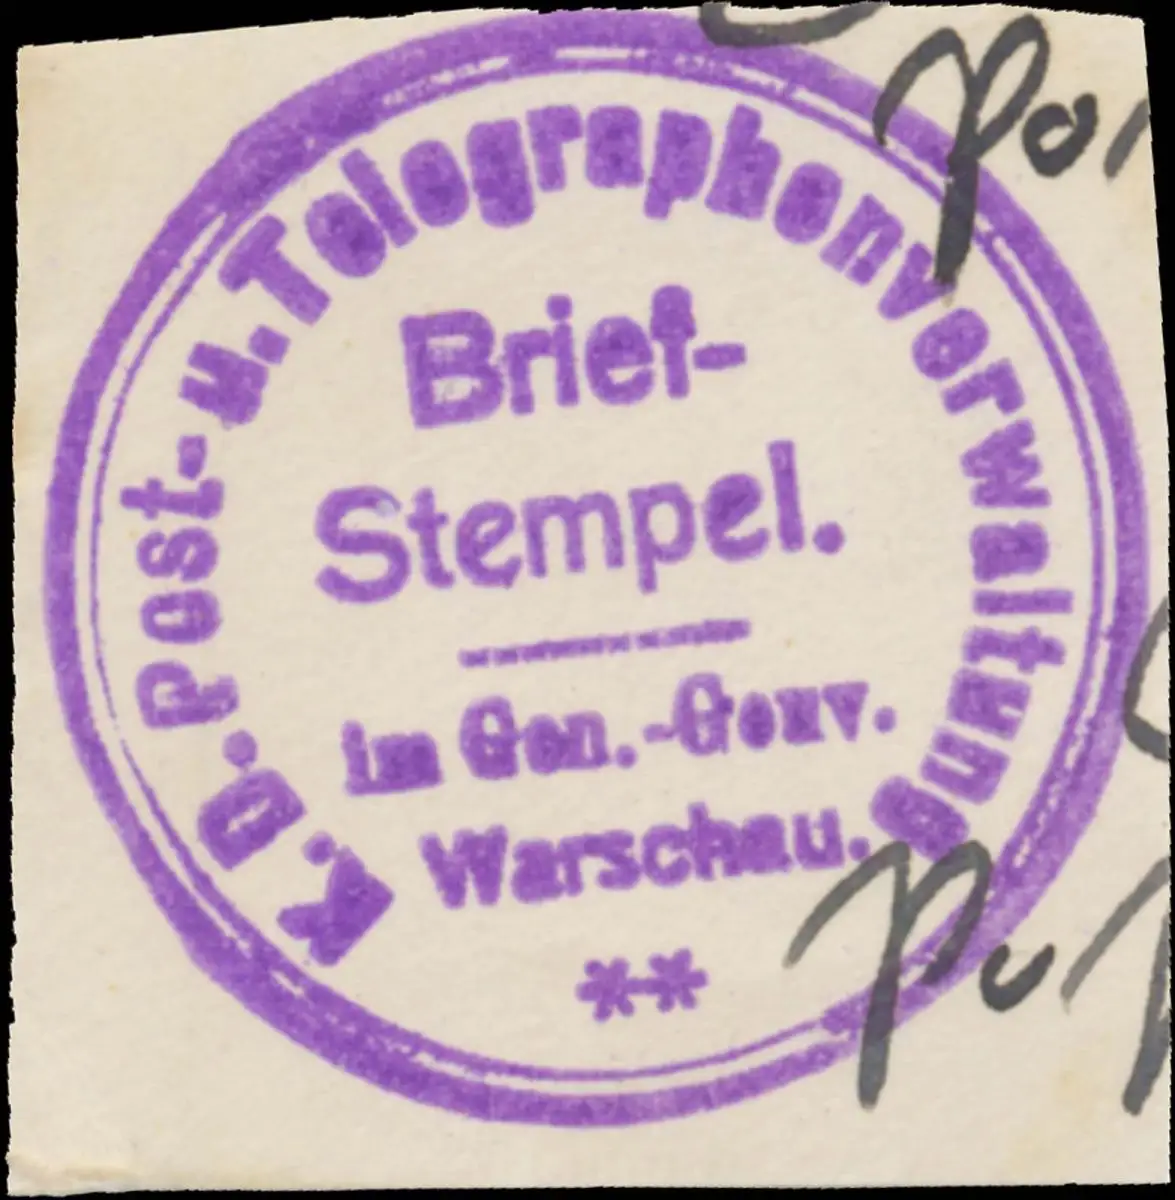 K. D. Post- u. Telegraphenverwaltung
Brief-
Stempel.
im Gen.-Gouv.
Warschau.
**